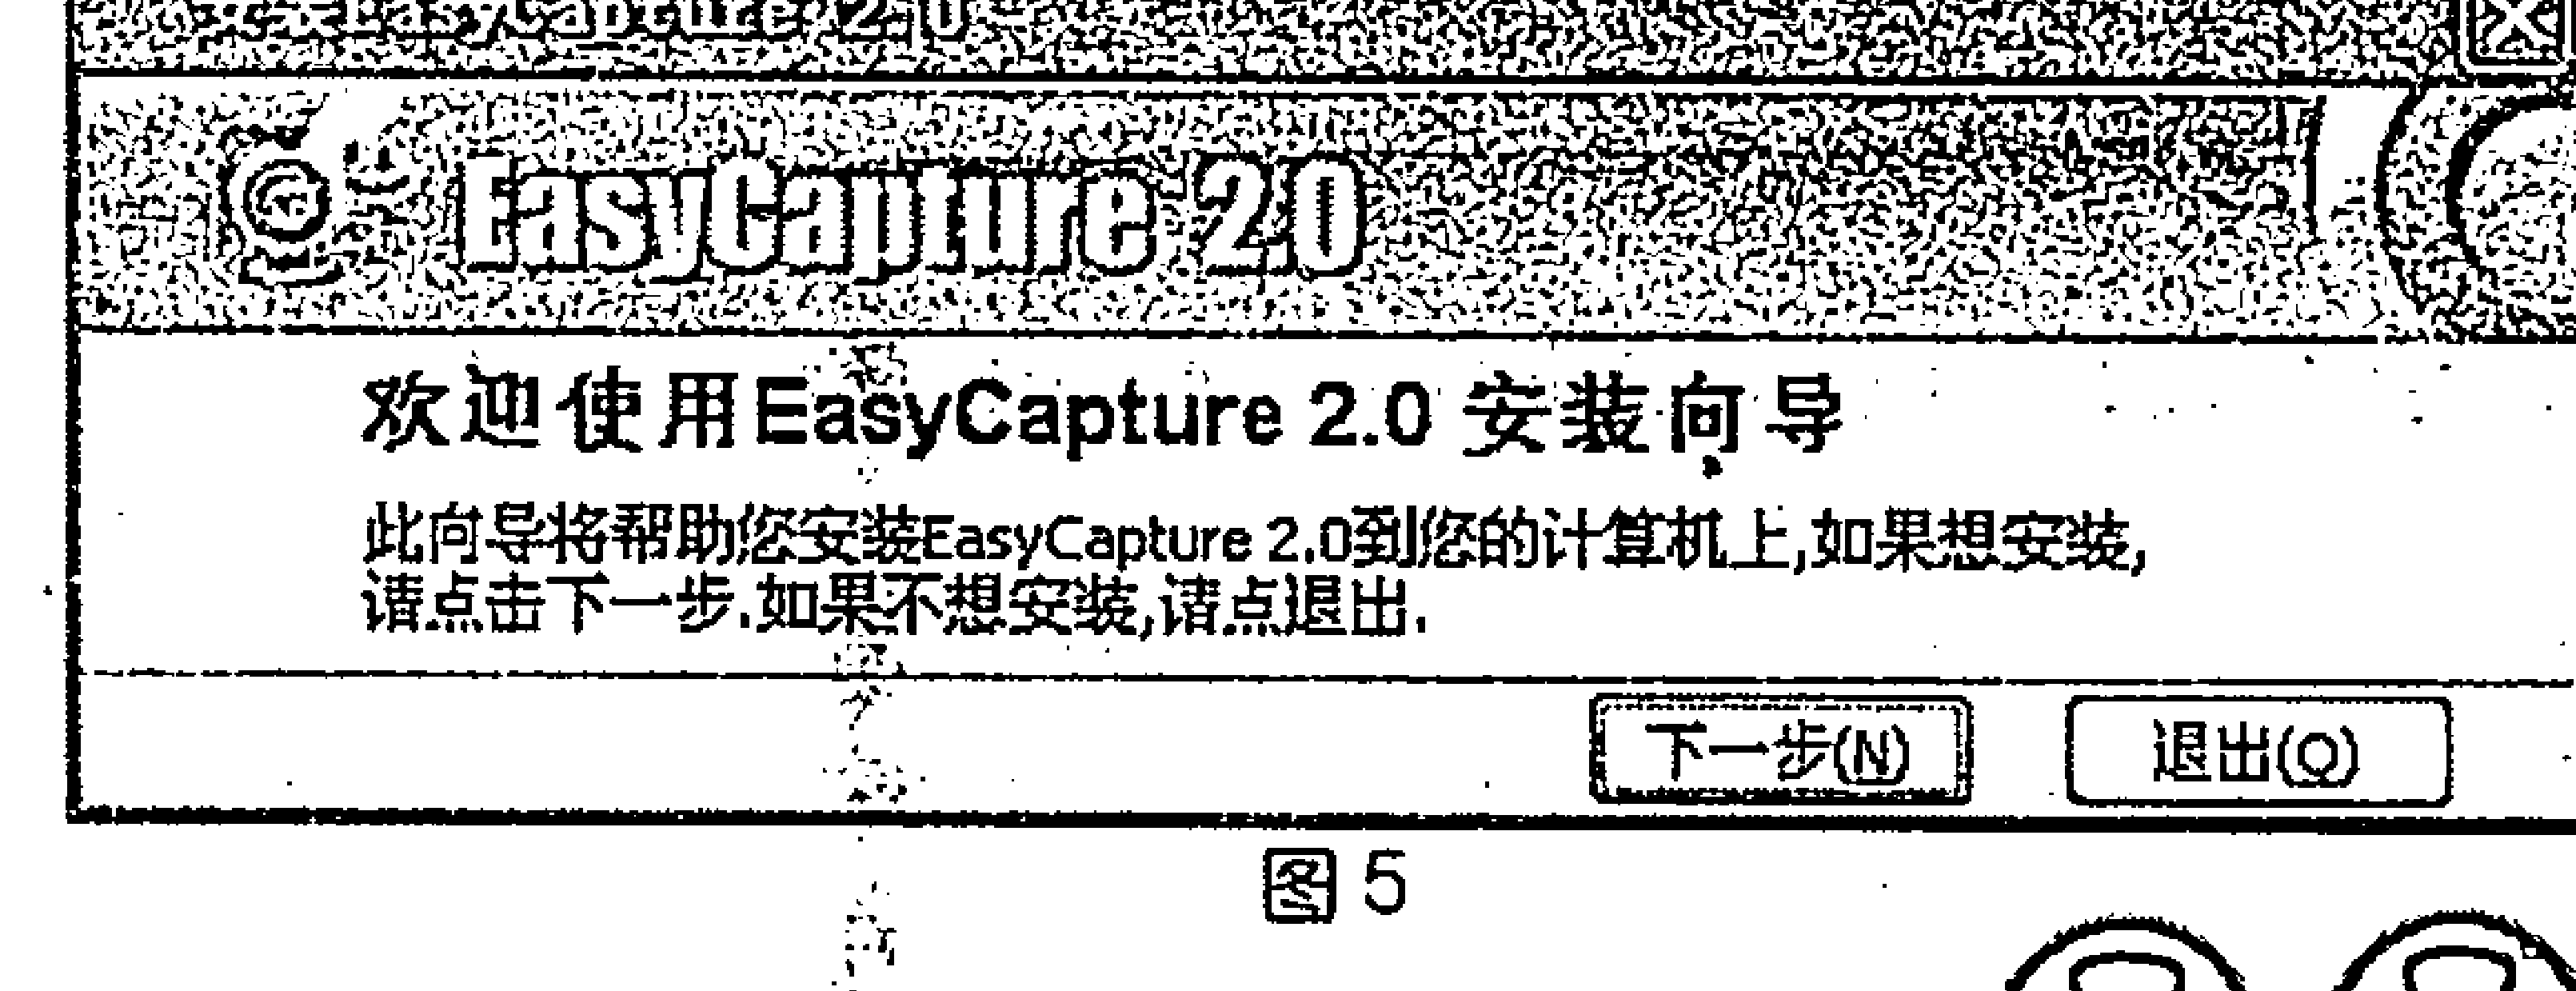 EasyCapture 2.0
EasyCapture 2.0
欢迎使用EasyCapture 2.0 安装向导
此向导将帮助您安装EasyCapture 2.0到您的计算机上,如果想安装,
请点击下一步.如果不想安装,请点退出.
下一步(N)
退出(Q)
图 5